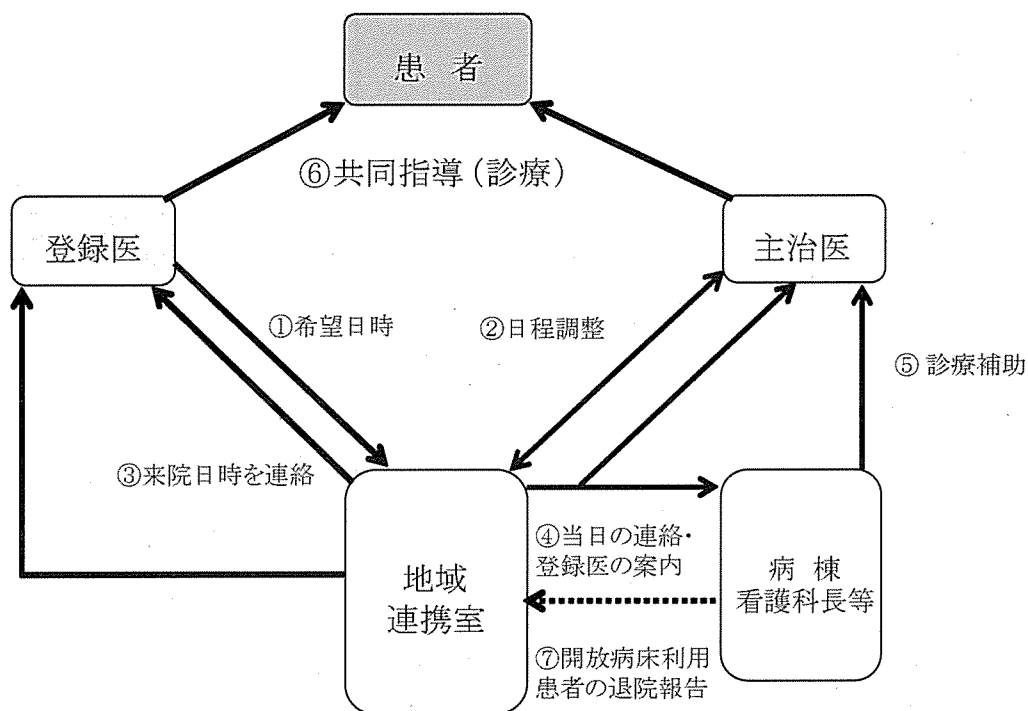 患 者
⑥共同指導（診療）
登録医
主治医
①希望日時
②日程調整
⑤ 診療補助
③来院日時を連絡
④当日の連絡・
登録医の案内
地域
連携室
病 棟
看護科長等
⑦開放病床利用
患者の退院報告